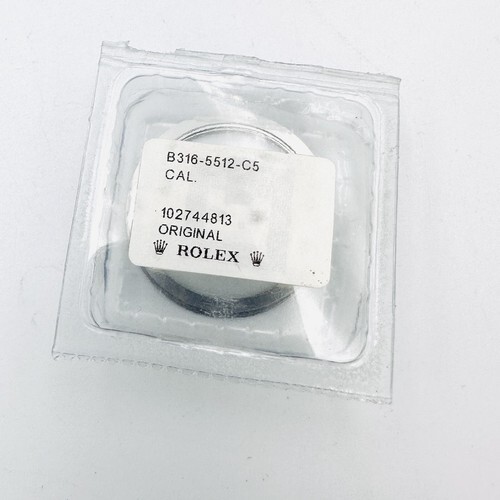 B316-5512-C5
CAL.
102744813
ORIGINAL
ROLEX